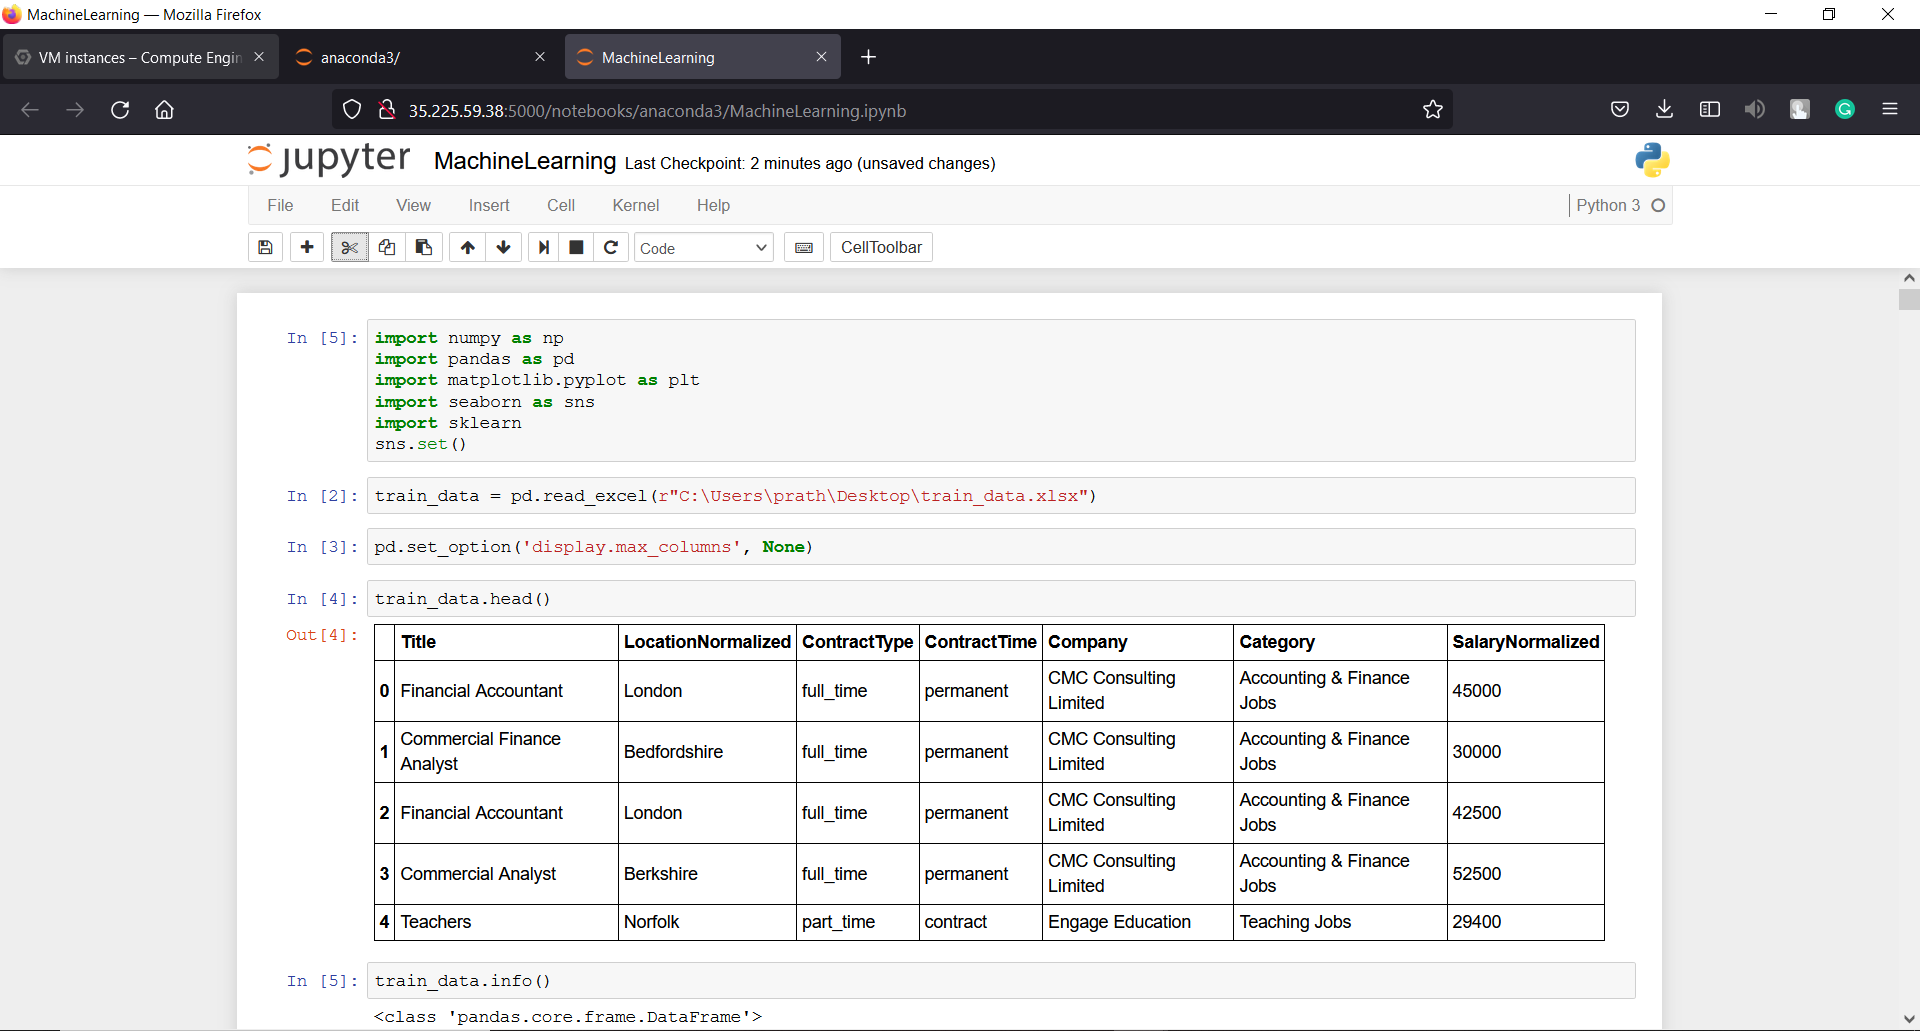 MachineLearning — Mozilla Firefox
VM instances – Compute Engin
anaconda3/
MachineLearning
35.225.59.38:5000/notebooks/anaconda3/MachineLearning.ipynb
jupyter MachineLearning Last Checkpoint: 2 minutes ago (unsaved changes)
File Edit View Insert Cell Kernel Help Python 3
Code CellToolbar
In [5]: import numpy as np
import pandas as pd
import matplotlib.pyplot as plt
import seaborn as sns
import sklearn
sns.set()
In [2]: train_data = pd.read_excel(r"C:\Users\prath\Desktop\train_data.xlsx")
In [3]: pd.set_option('display.max_columns', None)
In [4]: train_data.head()
Out[4]:
Title LocationNormalized ContractType ContractTime Company Category SalaryNormalized
0 Financial Accountant London full_time permanent CMC Consulting Limited Accounting & Finance Jobs 45000
1 Commercial Finance Analyst Bedfordshire full_time permanent CMC Consulting Limited Accounting & Finance Jobs 30000
2 Financial Accountant London full_time permanent CMC Consulting Limited Accounting & Finance Jobs 42500
3 Commercial Analyst Berkshire full_time permanent CMC Consulting Limited Accounting & Finance Jobs 52500
4 Teachers Norfolk part_time contract Engage Education Teaching Jobs 29400
In [5]: train_data.info()
<class 'pandas.core.frame.DataFrame'>